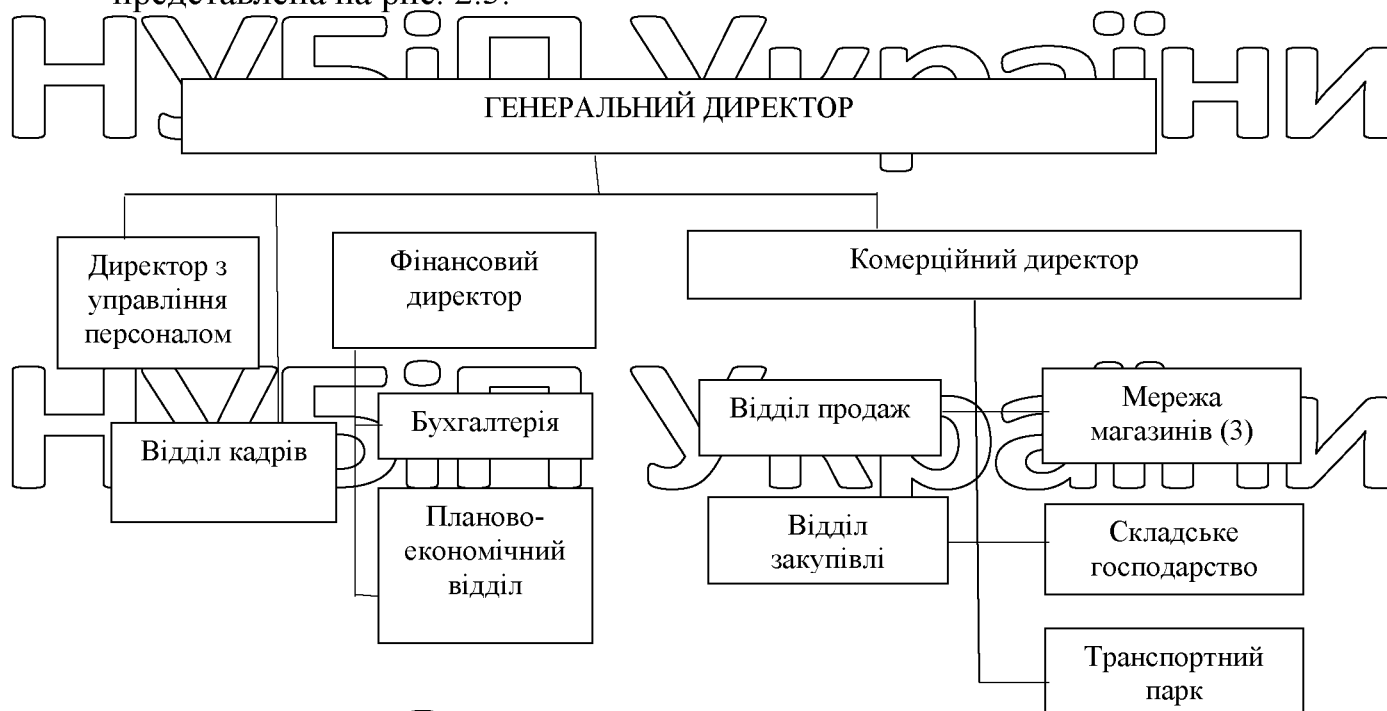 представлена на рис. 2.3.
НУБіП України
ГЕНЕРАЛЬНИЙ ДИРЕКТОР
Директор з
управління
персоналом
Фінансовий
директор
Комерційний директор
НУБіП України
Відділ кадрів
Бухгалтерія
Планово-
економічний
відділ
Відділ продаж
Мережа
магазинів (3)
Відділ
закупівлі
Складське
господарство
Транспортний
парк